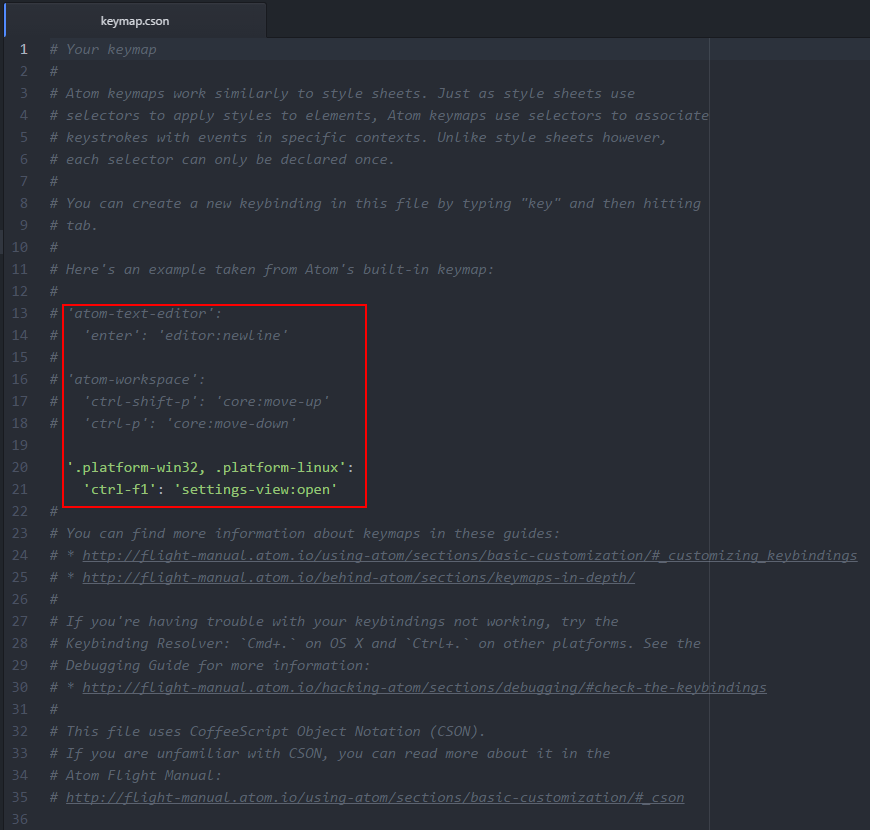 keymap.cson
1 # Your keymap
2 #
3 # Atom keymaps work similarly to style sheets. Just as style sheets use
4 # selectors to apply styles to elements, Atom keymaps use selectors to associate
5 # keystrokes with events in specific contexts. Unlike style sheets however,
6 # each selector can only be declared once.
7 #
8 # You can create a new keybinding in this file by typing "key" and then hitting
9 # tab.
10 #
11 # Here's an example taken from Atom's built-in keymap:
12 #
13 # 'atom-text-editor':
14 #   'enter': 'editor:newline'
15 #
16 # 'atom-workspace':
17 #   'ctrl-shift-p': 'core:move-up'
18 #   'ctrl-p': 'core:move-down'
19
20   '.platform-win32, .platform-linux':
21     'ctrl-f1': 'settings-view:open'
22 #
23 # You can find more information about keymaps in these guides:
24 # * http://flight-manual.atom.io/using-atom/sections/basic-customization/#_customizing_keybindings
25 # * http://flight-manual.atom.io/behind-atom/sections/keymaps-in-depth/
26 #
27 # If you're having trouble with your keybindings not working, try the
28 # Keybinding Resolver: `Cmd+.` on OS X and `Ctrl+.` on other platforms. See the
29 # Debugging Guide for more information:
30 # * http://flight-manual.atom.io/hacking-atom/sections/debugging/#check-the-keybindings
31 #
32 # This file uses CoffeeScript Object Notation (CSON).
33 # If you are unfamiliar with CSON, you can read more about it in the
34 # Atom Flight Manual:
35 # http://flight-manual.atom.io/using-atom/sections/basic-customization/#_cson
36